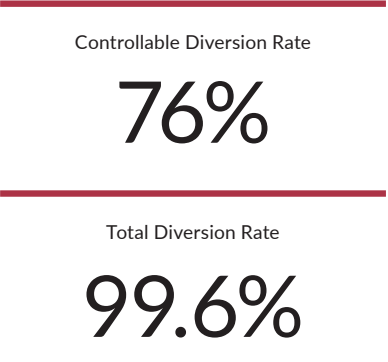 Controllable Diversion Rate
76%
Total Diversion Rate
99.6%